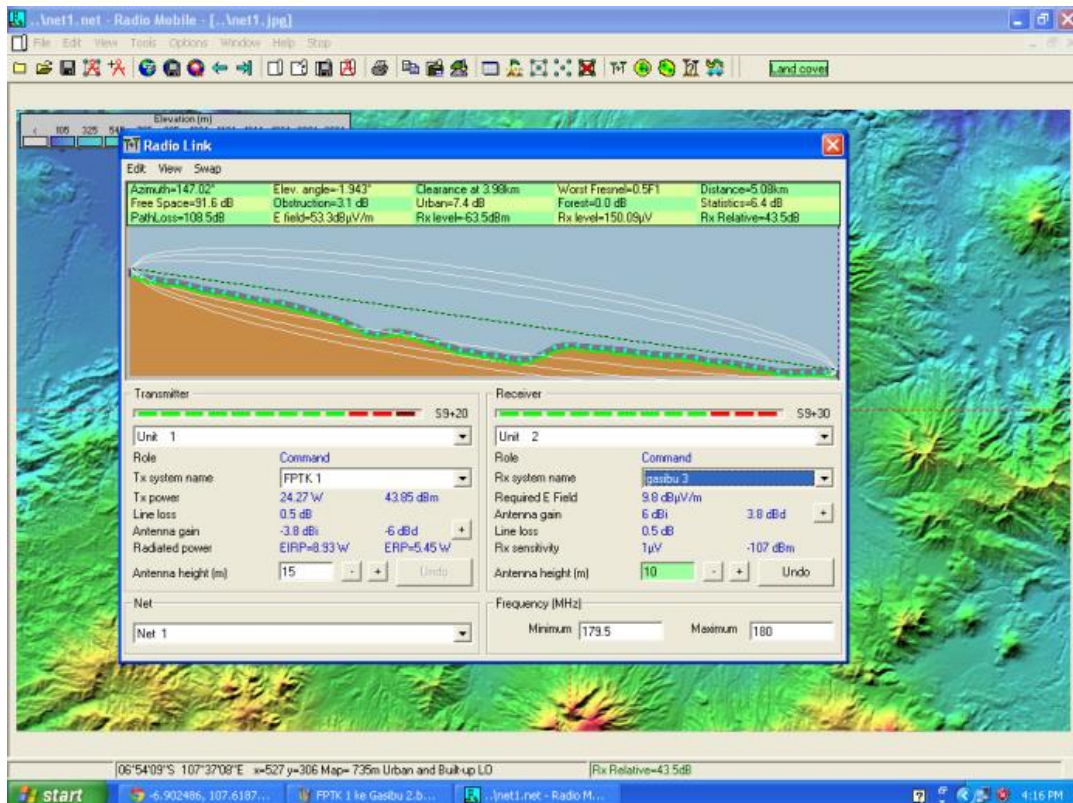 ..\net1.net - Radio Mobile - [..\net1.jpg]
File Edit View Tools Options Window Help Stop
Land cover
Elevation (m)
< 105 325
Radio Link
Edit View Swap
Azimuth=147.02° Elev. angle=-1.943° Clearance at 3.98km Worst Fresnel=0.5F1 Distance=5.08km
Free Space=91.6 dB Obstruction=3.1 dB Urban=7.4 dB Forest=0.0 dB Statistics=6.4 dB
PathLoss=108.5dB E field=53.3dBµV/m Rx level=-63.5dBm Rx level=150.09µV Rx Relative=43.5dB
Transmitter
S9+20
Unit 1
Role Command
Tx system name FPTK 1
Tx power 24.27 W 43.85 dBm
Line loss 0.5 dB
Antenna gain -3.8 dBi -6 dBd +
Radiated power EIRP=8.93 W ERP=5.45 W
Antenna height (m) 15 - + Undo
Net
Net 1
Receiver
S9+30
Unit 2
Role Command
Rx system name gasibu 3
Required E Field 9.8 dBµV/m
Antenna gain 6 dBi 3.8 dBd +
Line loss 0.5 dB
Rx sensitivity 1µV -107 dBm
Antenna height (m) 10 - + Undo
Frequency (MHz)
Minimum 179.5 Maximum 180
06°54'09"S 107°37'08"E x=527 y=306 Map= 735m Urban and Built-up LO Rx Relative=43.5dB
start -6.902486, 107.6187... FPTK 1 ke Gasibu 2.b... ..\net1.net - Radio M... 4:16 PM